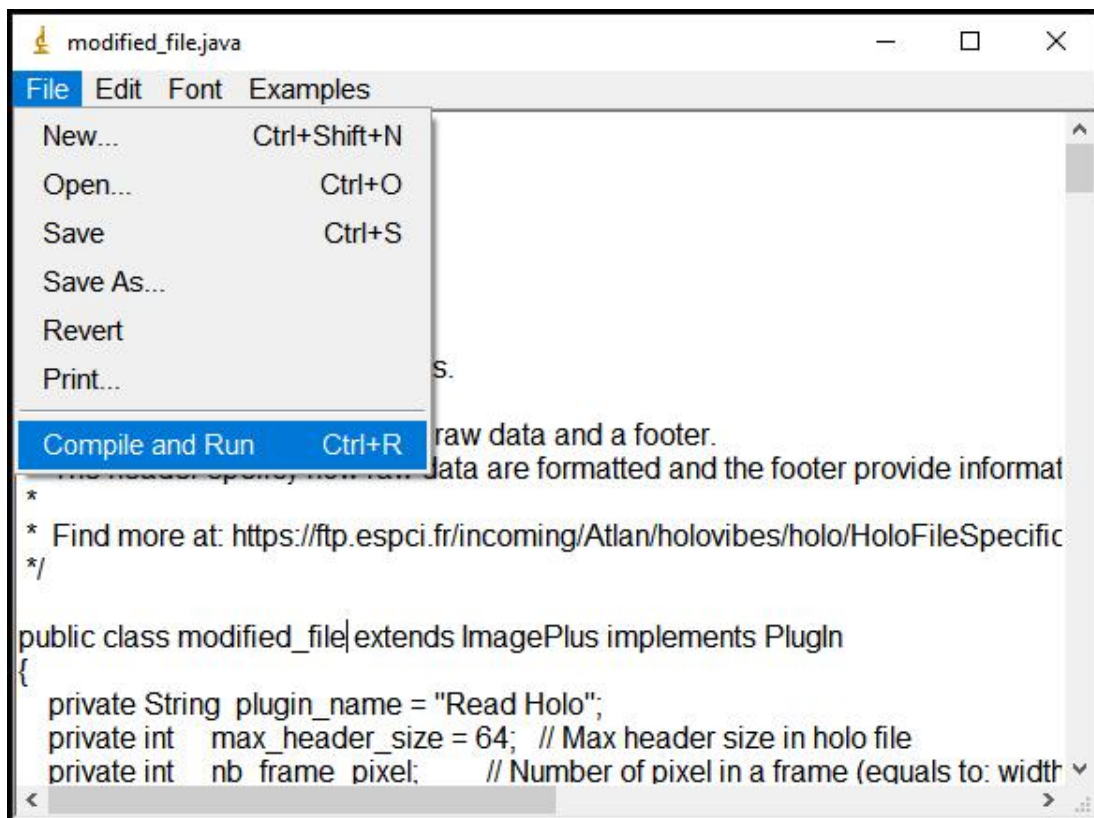 modified_file.java
File Edit Font Examples
New... Ctrl+Shift+N
Open... Ctrl+O
Save Ctrl+S
Save As...
Revert
Print...
s.
Compile and Run Ctrl+R
raw data and a footer.
data are formatted and the footer provide informat
*
* Find more at: https://ftp.espci.fr/incoming/Atlan/holovibes/holo/HoloFileSpecific
*/
public class modified_file extends ImagePlus implements PlugIn
{
private String plugin_name = "Read Holo";
private int max_header_size = 64; // Max header size in holo file
private int nb_frame_pixel; // Number of pixel in a frame (equals to: width